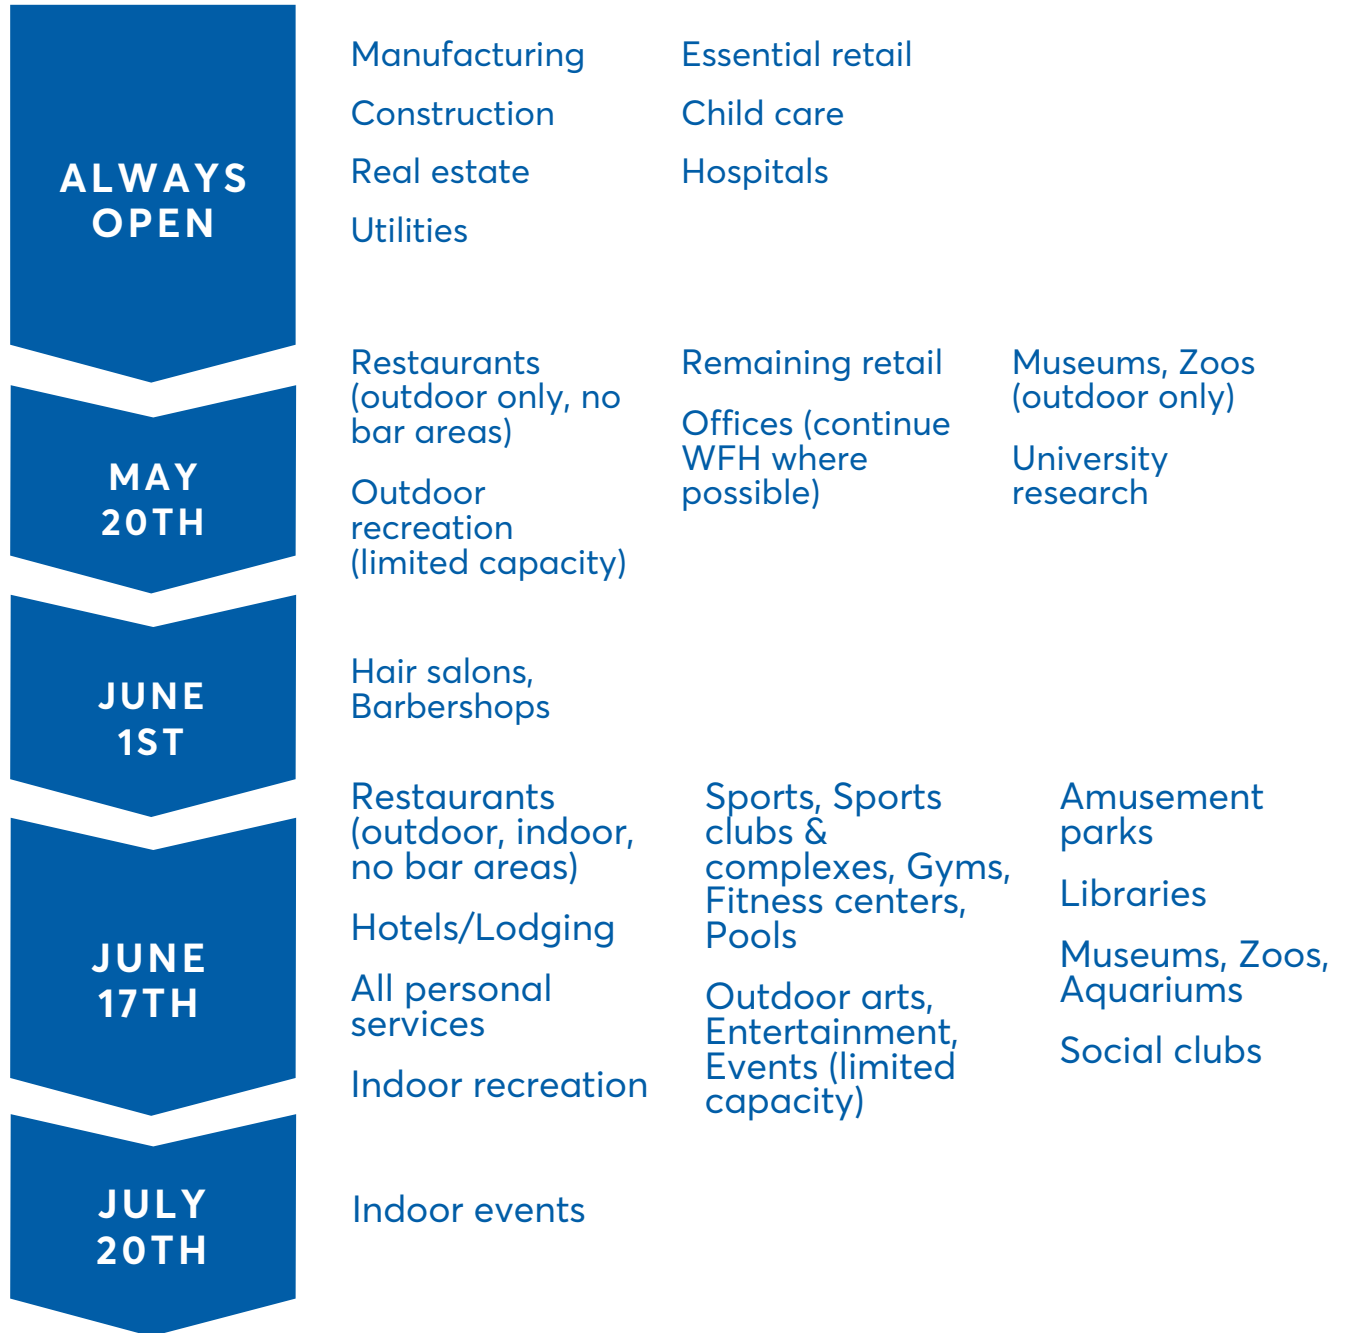 ALWAYS
OPEN
Manufacturing
Construction
Real estate
Utilities
Essential retail
Child care
Hospitals
MAY
20TH
Restaurants
(outdoor only, no
bar areas)
Outdoor
recreation
(limited capacity)
Remaining retail
Offices (continue
WFH where
possible)
Museums, Zoos
(outdoor only)
University
research
JUNE
1ST
Hair salons,
Barbershops
JUNE
17TH
Restaurants
(outdoor, indoor,
no bar areas)
Hotels/Lodging
All personal
services
Indoor recreation
Sports, Sports
clubs &
complexes, Gyms,
Fitness centers,
Pools
Outdoor arts,
Entertainment,
Events (limited
capacity)
Amusement
parks
Libraries
Museums, Zoos,
Aquariums
Social clubs
JULY
20TH
Indoor events